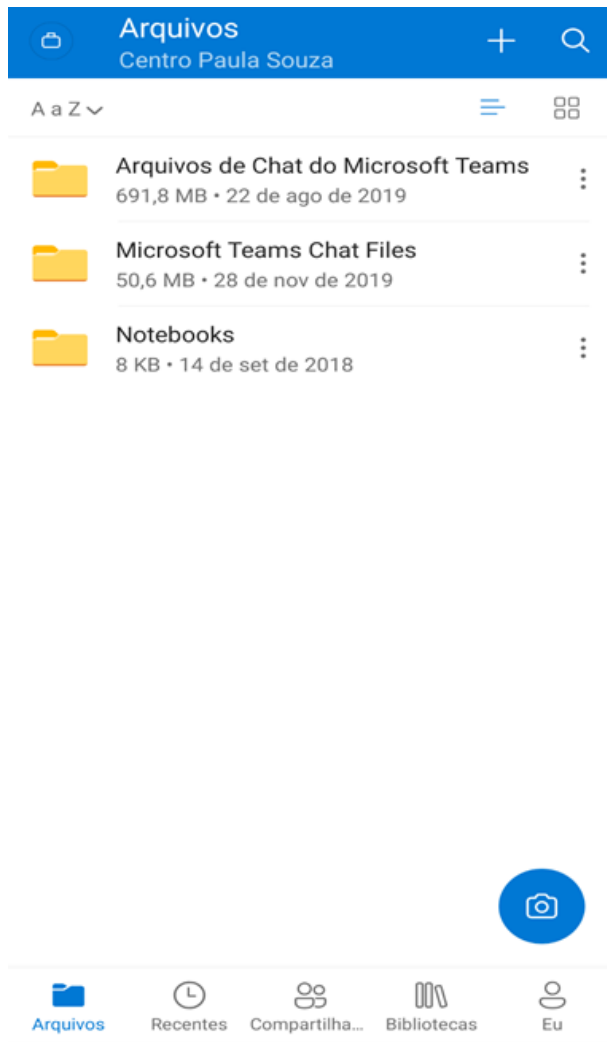 Arquivos
Centro Paula Souza
A a Z
Arquivos de Chat do Microsoft Teams
691,8 MB • 22 de ago de 2019
Microsoft Teams Chat Files
50,6 MB • 28 de nov de 2019
Notebooks
8 KB • 14 de set de 2018
Arquivos
Recentes
Compartilha...
Bibliotecas
Eu